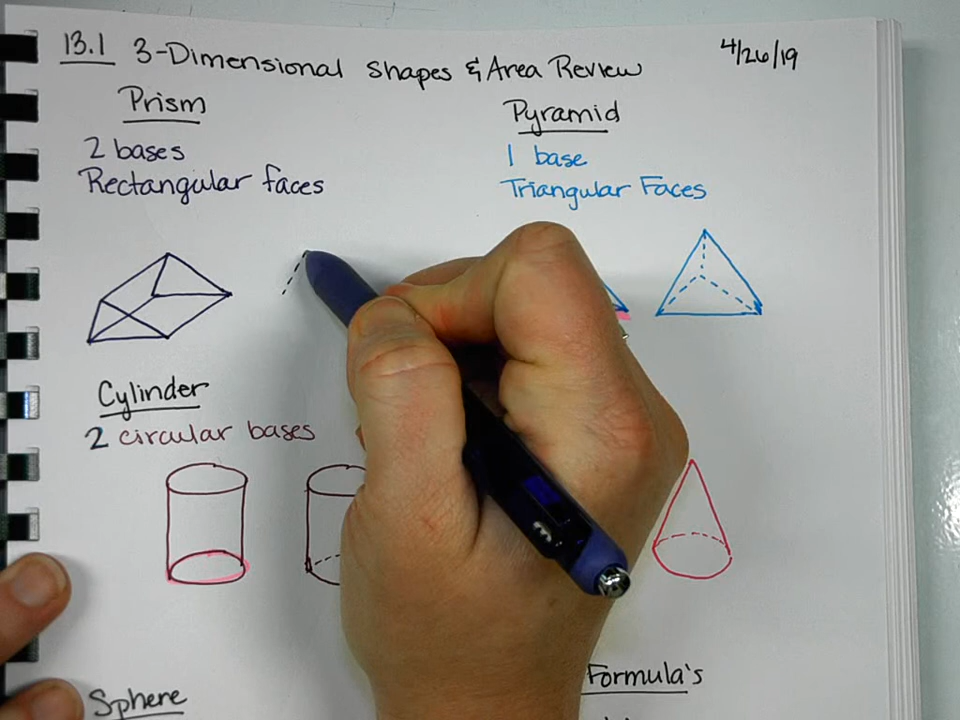 13.1 3-Dimensional Shapes & Area Review 4/26/19
Prism
2 bases
Rectangular faces
Pyramid
1 base
Triangular Faces
Cylinder
2 circular bases
Sphere
Formula's